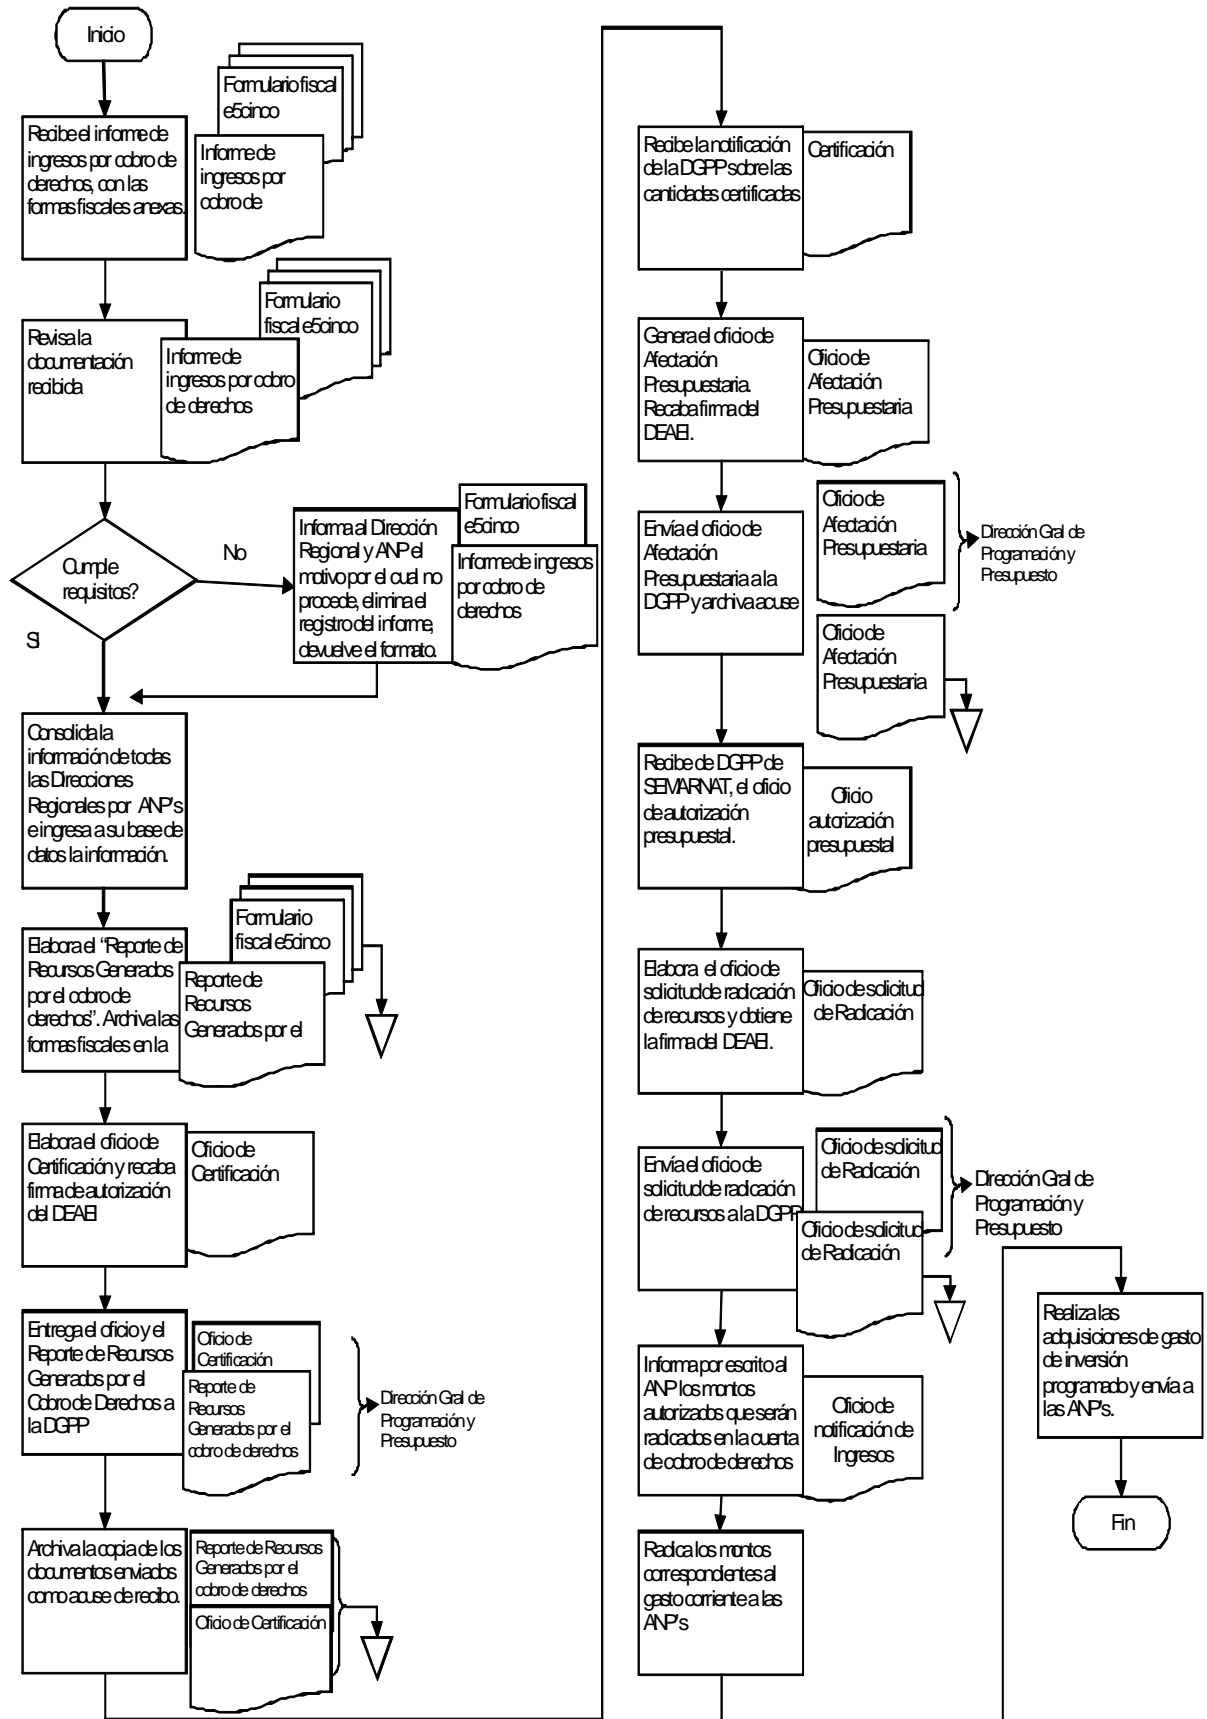 Inicio
Recibe el informe de
ingresos por cobro de
derechos, con las
formas fiscales anexas.
Formulario fiscal
e5cinco
Informe de
ingresos por
cobro de
Revisa la
documentación
recibida
Formulario
fiscal e5cinco
Informe de
ingresos por cobro
de derechos
Cumple
requisitos?
No
Si
Informa al Dirección
Regional y ANP el
motivo por el cual no
procede, elimina el
registro del informe,
devuelve el formato.
Formulario fiscal
e5cinco
Informe de ingresos
por cobro de
derechos
Consolida la
información de todas
las Direcciones
Regionales por ANP's
e ingresa a su base de
datos la información.
Elabora el “Reporte de
Recursos Generados
por el cobro de
derechos”. Archiva las
formas fiscales en la
Formulario
fiscal e5cinco
Reporte de
Recursos
Generados por el
Elabora el oficio de
Certificación y recaba
firma de autorización
del DEAEI
Oficio de
Certificación
Entrega el oficio y el
Reporte de Recursos
Generados por el
Cobro de Derechos a
la DGPP
Oficio de
Certificación
Reporte de
Recursos
Generados por el
cobro de derechos
Dirección Gral de
Programación y
Presupuesto
Archiva la copia de los
documentos enviados
como acuse de recibo.
Reporte de Recursos
Generados por el
cobro de derechos
Oficio de Certificación
Recibe la notificación
de la DGPP sobre las
cantidades certificadas
Certificación
Genera el oficio de
Afectación
Presupuestaria.
Recaba firma del
DEAEI.
Oficio de
Afectación
Presupuestaria
Envía el oficio de
Afectación
Presupuestaria a la
DGPP y archiva acuse
Oficio de
Afectación
Presupuestaria
Dirección Gral de
Programación y
Presupuesto
Oficio de
Afectación
Presupuestaria
Recibe de DGPP de
SEMARNAT, el oficio
de autorización
presupuestal.
Oficio
autorización
presupuestal
Elabora el oficio de
solicitud de radicación
de recursos y obtiene
la firma del DEAEI.
Oficio de solicitud
de Radicación
Envía el oficio de
solicitud de radicación
de recursos a la DGPP
Oficio de solicitud
de Radicación
Oficio de solicitud
de Radicación
Dirección Gral de
Programación y
Presupuesto
Informa por escrito al
ANP los montos
autorizados que serán
radicados en la cuenta
de cobro de derechos
Oficio de
notificación de
Ingresos
Radica los montos
correspondientes al
gasto corriente a las
ANP's
Realiza las
adquisiciones de gasto
de inversión
programado y envía a
las ANP's.
Fin